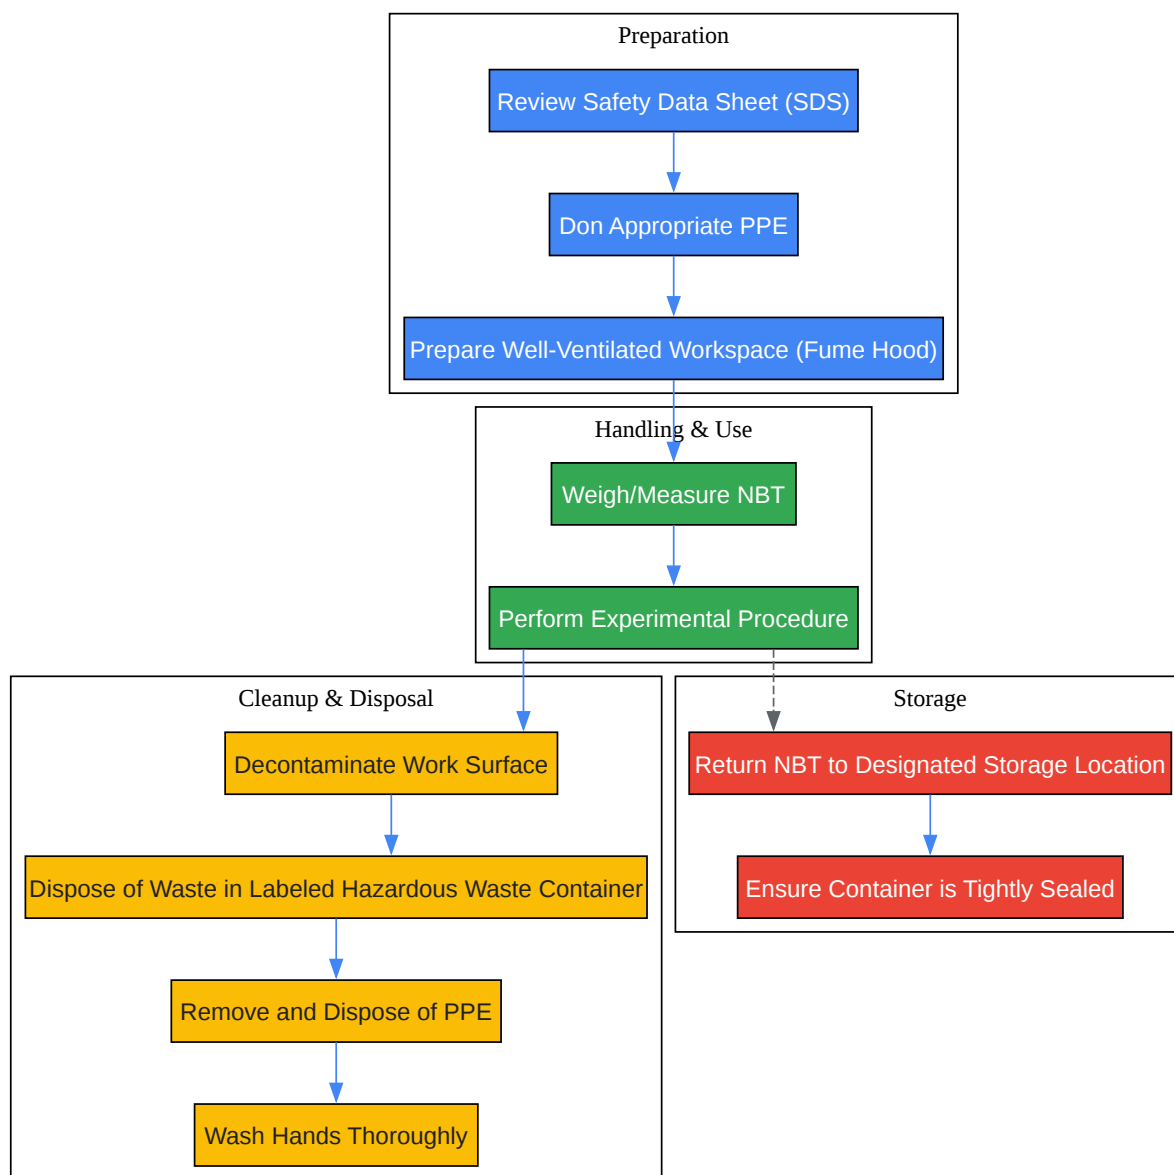 Preparation
Review Safety Data Sheet (SDS)
Don Appropriate PPE
Prepare Well-Ventilated Workspace (Fume Hood)
Handling & Use
Weigh/Measure NBT
Perform Experimental Procedure
Cleanup & Disposal
Decontaminate Work Surface
Dispose of Waste in Labeled Hazardous Waste Container
Remove and Dispose of PPE
Wash Hands Thoroughly
Storage
Return NBT to Designated Storage Location
Ensure Container is Tightly Sealed